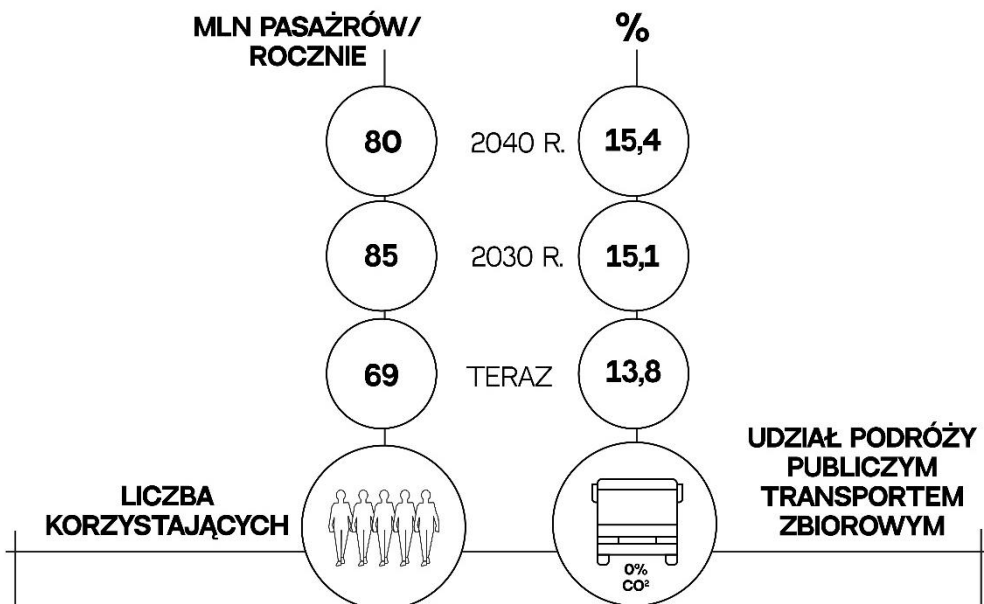 MLN PASAŻRÓW/
ROCZNIE
%
80
2040 R.
15,4
85
2030 R.
15,1
69
TERAZ
13,8
LICZBA
KORZYSTAJĄCYCH
0%
CO²
UDZIAŁ PODRÓŻY
PUBLICZYM
TRANSPORTEM
ZBIOROWYM